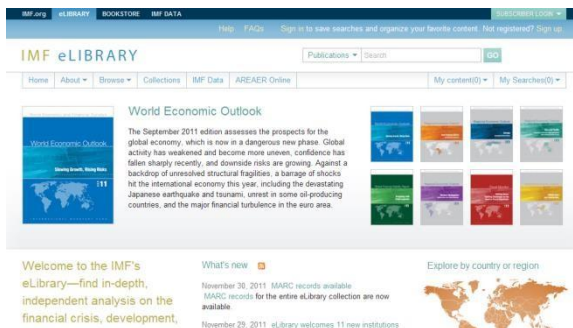 IMF.org eLIBRARY BOOKSTORE IMF DATA
SUBSCRIBER LOGIN
Help FAQs Sign in to save searches and organize your favorite content. Not registered? Sign up
IMF eLIBRARY
Publications Search GO
Home About Browse Collections IMF Data AREAER Online My content(0) My Searches(0)
World Economic Outlook
World Economic Outlook
Slowing Growth, Rising Risks
11
The September 2011 edition assesses the prospects for the
global economy, which is now in a dangerous new phase. Global
activity has weakened and become more uneven, confidence has
fallen sharply recently, and downside risks are growing. Against a
backdrop of unresolved structural fragilities, a barrage of shocks
hit the international economy this year, including the devastating
Japanese earthquake and tsunami, unrest in some oil-producing
countries, and the major financial turbulence in the euro area.
Welcome to the IMF's
eLibrary—find in-depth,
independent analysis on the
financial crisis, development,
What's new
November 30, 2011 MARC records available
MARC records for the entire eLibrary collection are now
available
November 29, 2011 eLibrary welcomes 11 new institutions
Explore by country or region